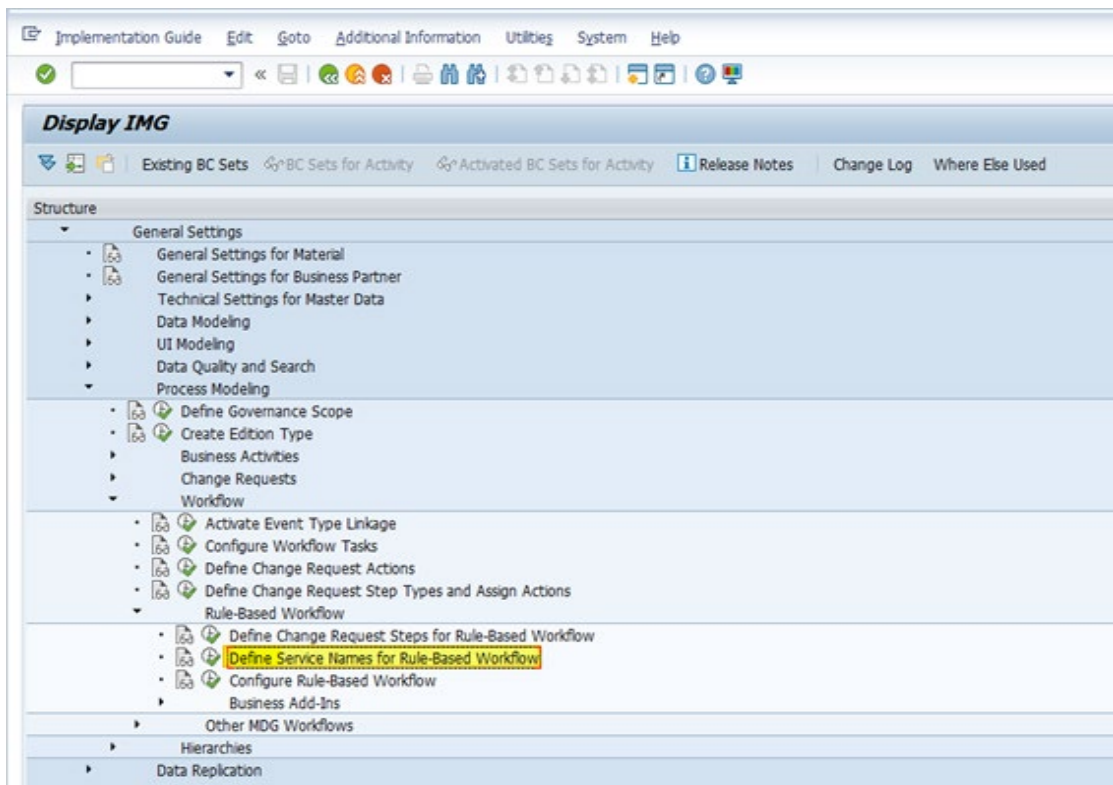 Implementation Guide Edit Goto Additional Information Utilities System Help
Display IMG
Existing BC Sets BC Sets for Activity Activated BC Sets for Activity Release Notes Change Log Where Else Used
Structure
General Settings
General Settings for Material
General Settings for Business Partner
Technical Settings for Master Data
Data Modeling
UI Modeling
Data Quality and Search
Process Modeling
Define Governance Scope
Create Edition Type
Business Activities
Change Requests
Workflow
Activate Event Type Linkage
Configure Workflow Tasks
Define Change Request Actions
Define Change Request Step Types and Assign Actions
Rule-Based Workflow
Define Change Request Steps for Rule-Based Workflow
Define Service Names for Rule-Based Workflow
Configure Rule-Based Workflow
Business Add-Ins
Other MDG Workflows
Hierarchies
Data Replication